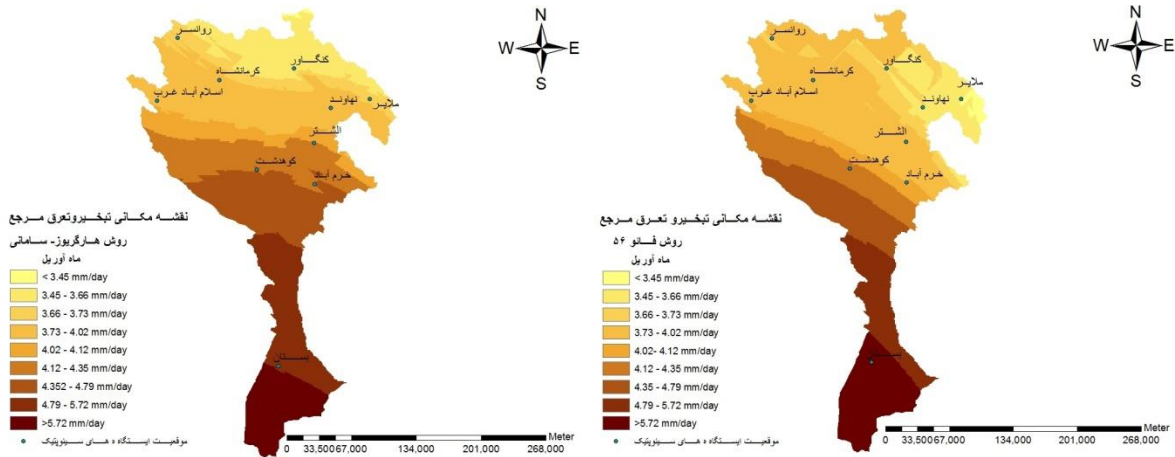 N
W E
S
روانسر
کنگاور
کرمانشاه
اسلام آباد غرب
نهاوند
ملایر
الشتر
کوهدشت
خرم آباد
نقشه مکانی تبخیروتعرق مرجع
روش هارگریوز- سامانی
ماه آوریل
< 3.45 mm/day
3.45 - 3.66 mm/day
3.66 - 3.73 mm/day
3.73 - 4.02 mm/day
4.02 - 4.12 mm/day
4.12 - 4.35 mm/day
4.352 - 4.79 mm/day
4.79 - 5.72 mm/day
>5.72 mm/day
موقعیت ایستگاه های سینوپتیک
بستان
Meter
0 33,500 67,000 134,000 201,000 268,000
N
W E
S
روانسر
کنگاور
کرمانشاه
ملایر
اسلام آباد غرب
نهاوند
الشتر
کوهدشت
خرم آباد
نقشه مکانی تبخیرو تعرق مرجع
روش فائو ۵۶
ماه آوریل
< 3.45 mm/day
3.45 - 3.66 mm/day
3.66 - 3.73 mm/day
3.73 - 4.02 mm/day
4.02- 4.12 mm/day
4.12 - 4.35 mm/day
4.35 - 4.79 mm/day
4.79 - 5.72 mm/day
>5.72 mm/day
موقعیت ایستگاه های سینوپتیک
Meter
0 33,500 67,000 134,000 201,000 268,000